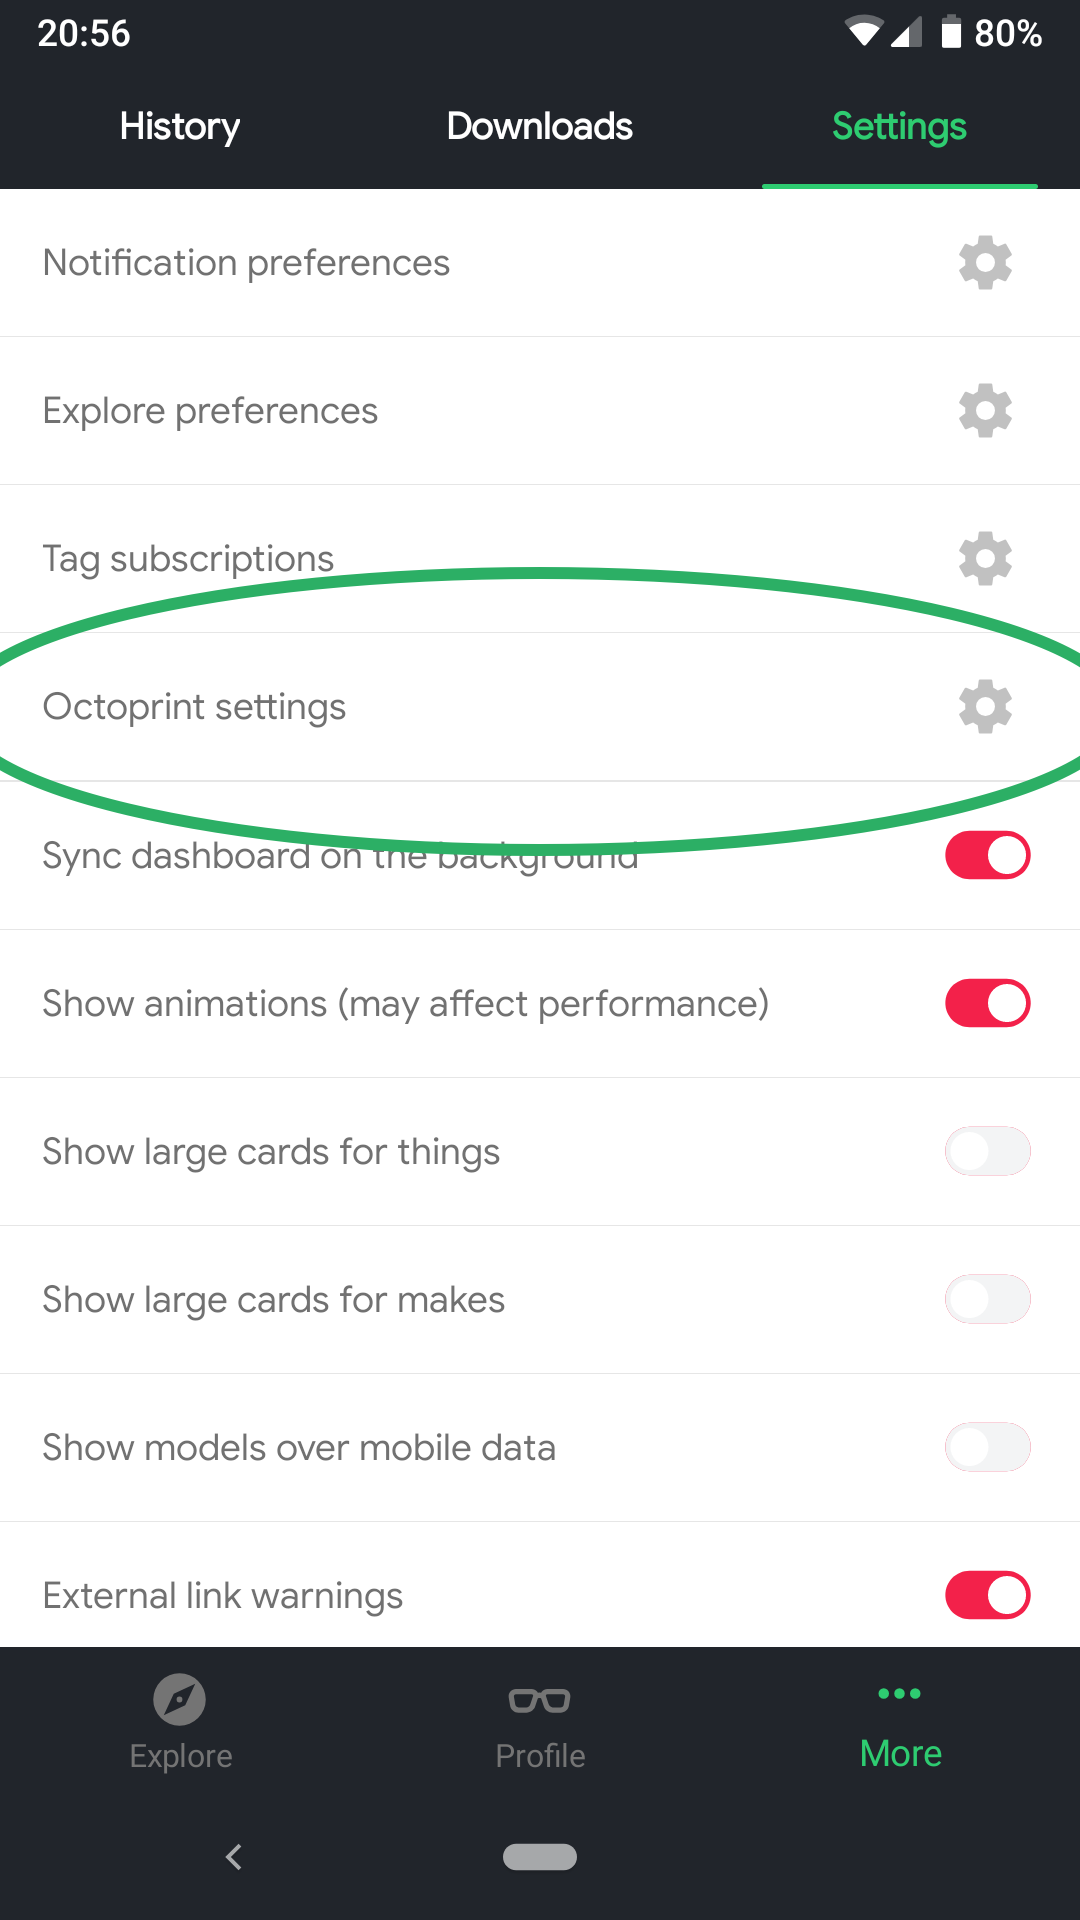 20:56
80%
History
Downloads
Settings
Notification preferences
Explore preferences
Tag subscriptions
Octoprint settings
Sync dashboard on the background
Show animations (may affect performance)
Show large cards for things
Show large cards for makes
Show models over mobile data
External link warnings
Explore
Profile
More